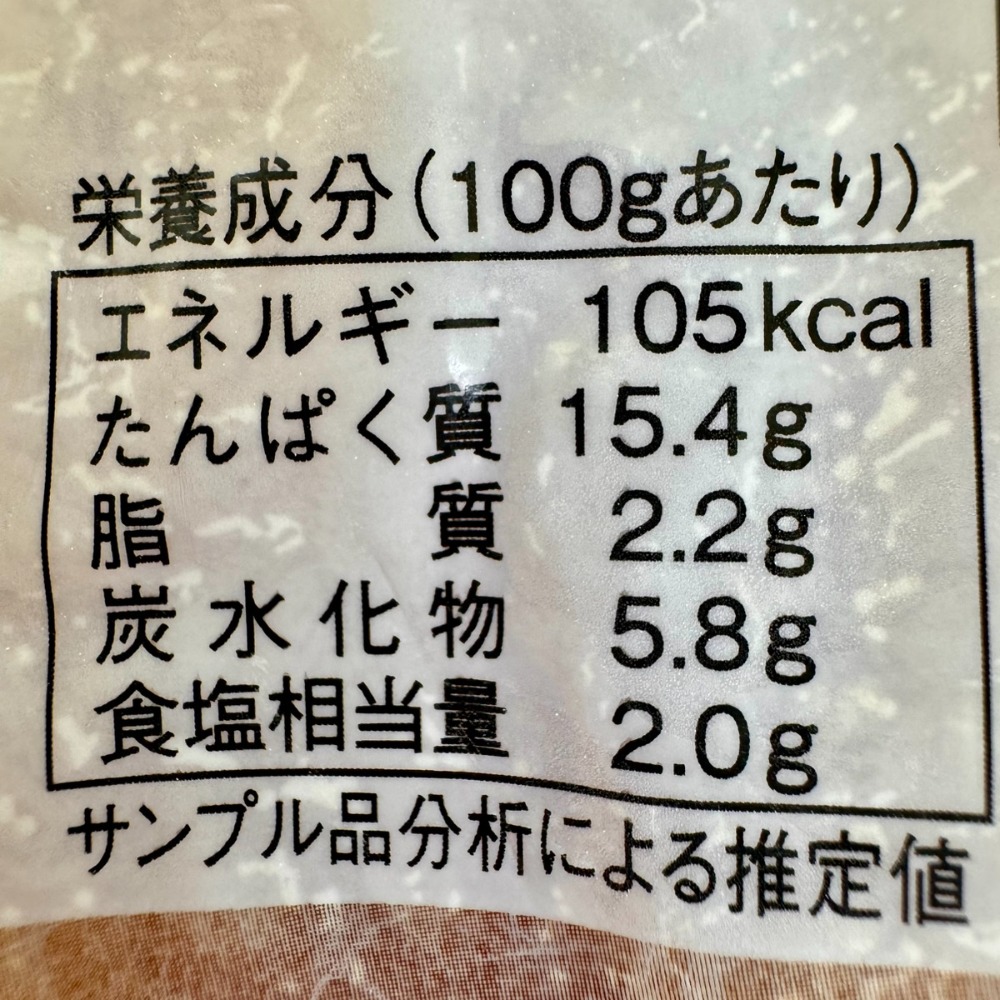 栄養成分(100gあたり)
エネルギー 105kcal
たんぱく質 15.4g
脂質 2.2g
炭水化物 5.8g
食塩相当量 2.0g
サンプル品分析による推定値